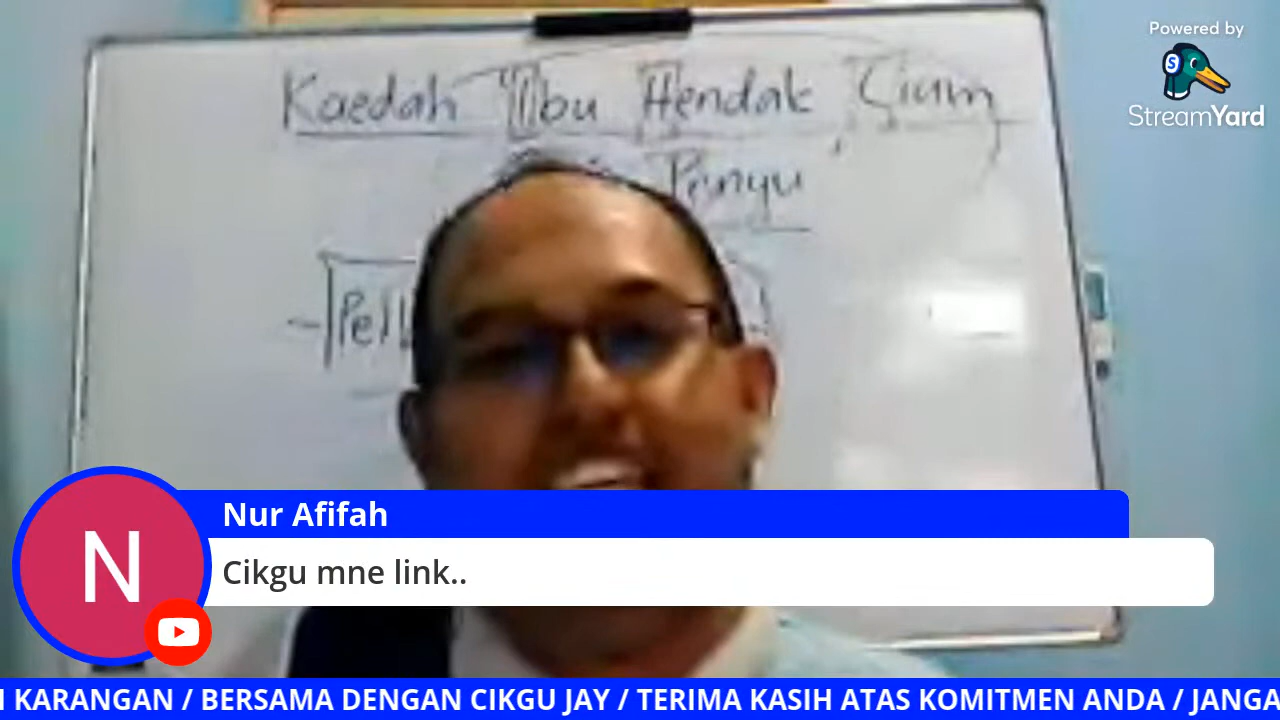 Powered by
StreamYard
Kaedah Ibu Hendak Cium
Penyu
N
Nur Afifah
Cikgu mne link..
KARANGAN / BERSAMA DENGAN CIKGU JAY / TERIMA KASIH ATAS KOMITMEN ANDA / JANGA